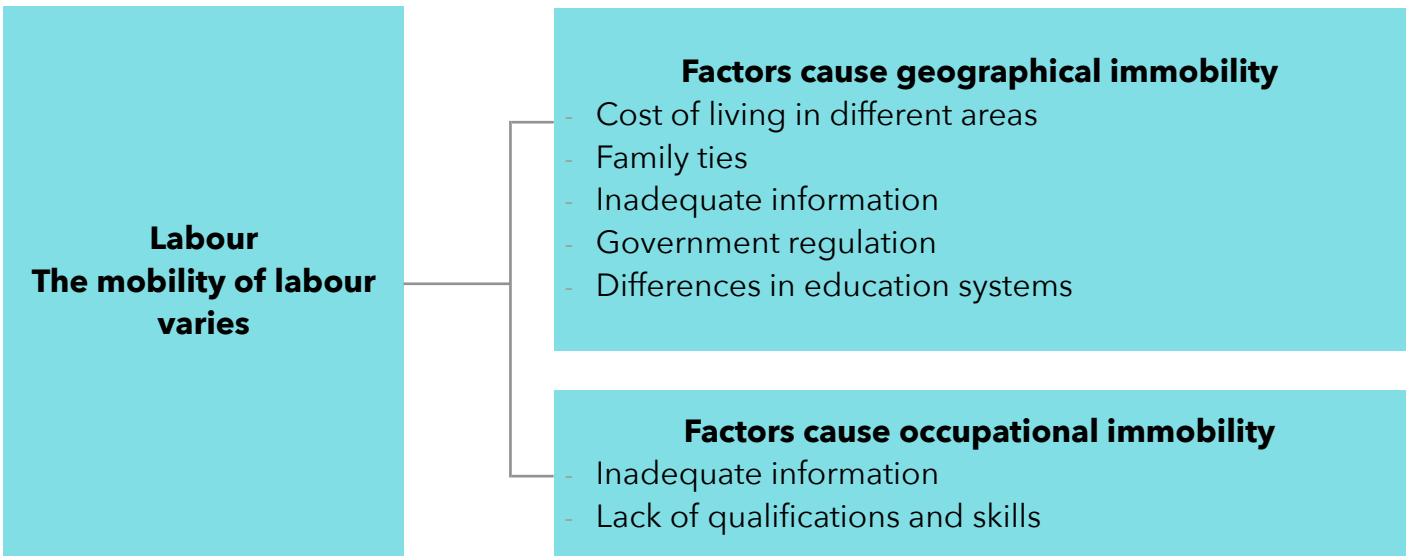 Labour
The mobility of labour
varies
Factors cause geographical immobility
- Cost of living in different areas
- Family ties
- Inadequate information
- Government regulation
- Differences in education systems
Factors cause occupational immobility
- Inadequate information
- Lack of qualifications and skills